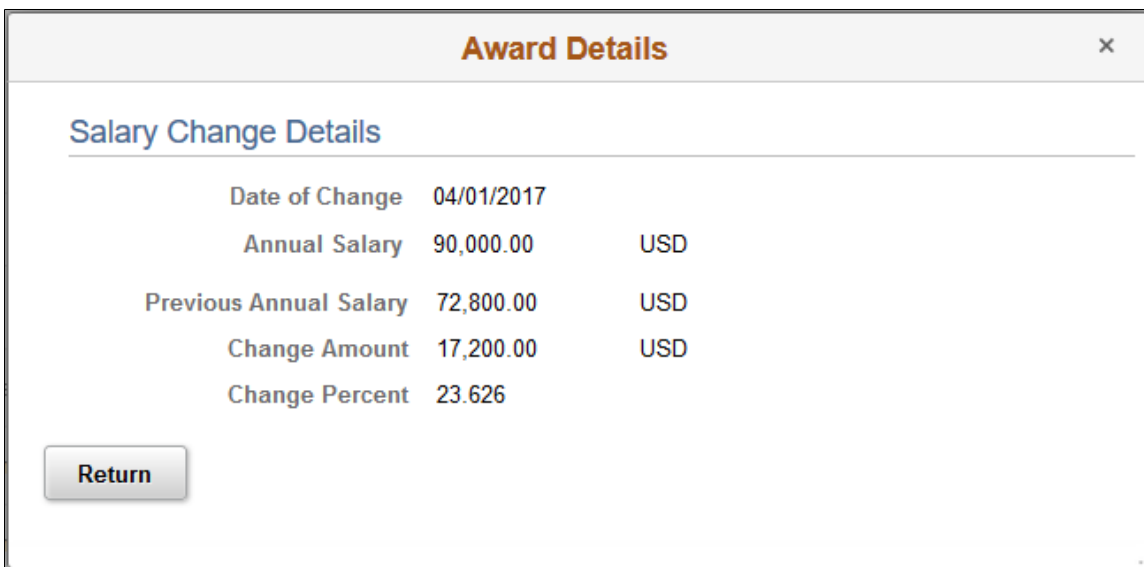 Award Details ×
Salary Change Details
Date of Change 04/01/2017
Annual Salary 90,000.00 USD
Previous Annual Salary 72,800.00 USD
Change Amount 17,200.00 USD
Change Percent 23.626
Return